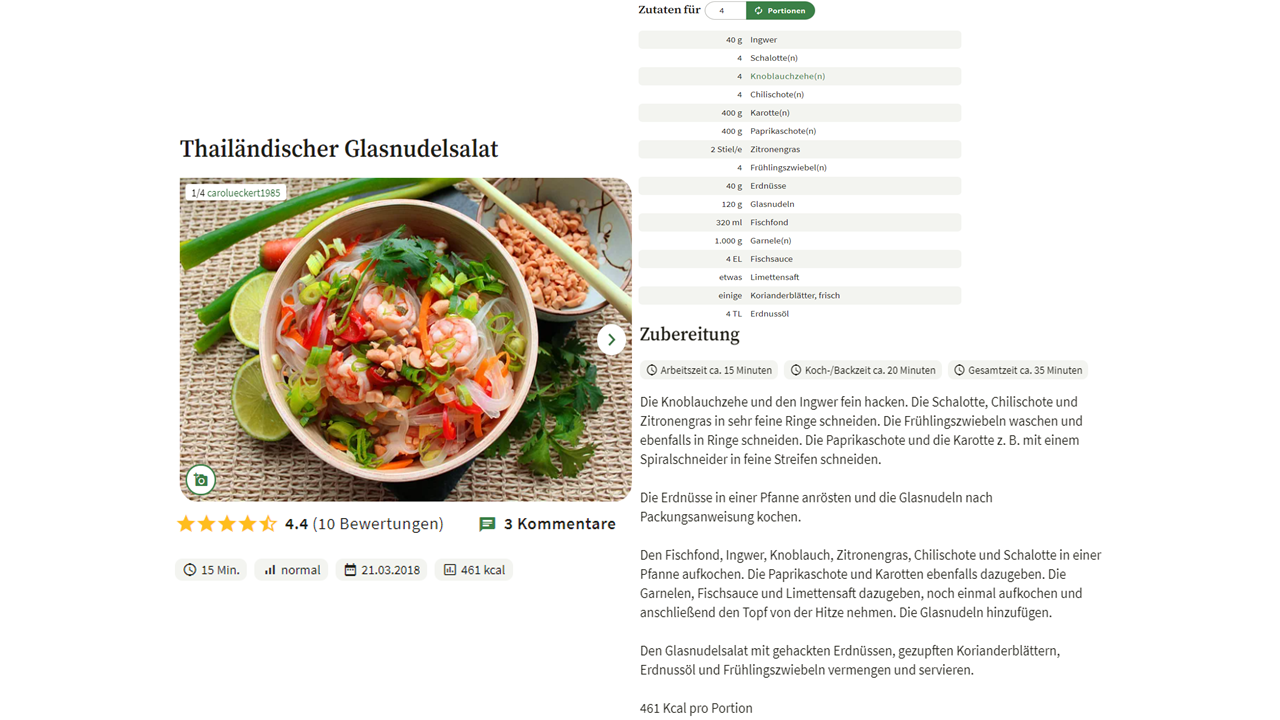 Thailändischer Glasnudelsalat
1/4 carolueckert1985
4.4 (10 Bewertungen)
3 Kommentare
15 Min.
normal
21.03.2018
461 kcal
Zutaten für 4 Portionen
40 g Ingwer
4 Schalotte(n)
4 Knoblauchzehe(n)
4 Chilischote(n)
400 g Karotte(n)
400 g Paprikaschote(n)
2 Stiel/e Zitronengras
4 Frühlingszwiebel(n)
40 g Erdnüsse
120 g Glasnudeln
320 ml Fischfond
1.000 g Garnele(n)
4 EL Fischsauce
etwas Limettensaft
einige Korianderblätter, frisch
4 TL Erdnussöl
Zubereitung
Arbeitszeit ca. 15 Minuten
Koch-/Backzeit ca. 20 Minuten
Gesamtzeit ca. 35 Minuten
Die Knoblauchzehe und den Ingwer fein hacken. Die Schalotte, Chilischote und
Zitronengras in sehr feine Ringe schneiden. Die Frühlingszwiebeln waschen und
ebenfalls in Ringe schneiden. Die Paprikaschote und die Karotte z. B. mit einem
Spiralschneider in feine Streifen schneiden.
Die Erdnüsse in einer Pfanne anrösten und die Glasnudeln nach
Packungsanweisung kochen.
Den Fischfond, Ingwer, Knoblauch, Zitronengras, Chilischote und Schalotte in einer
Pfanne aufkochen. Die Paprikaschote und Karotten ebenfalls dazugeben. Die
Garnelen, Fischsauce und Limettensaft dazugeben, noch einmal aufkochen und
anschließend den Topf von der Hitze nehmen. Die Glasnudeln hinzufügen.
Den Glasnudelsalat mit gehackten Erdnüssen, gezupften Korianderblättern,
Erdnussöl und Frühlingszwiebeln vermengen und servieren.
461 Kcal pro Portion